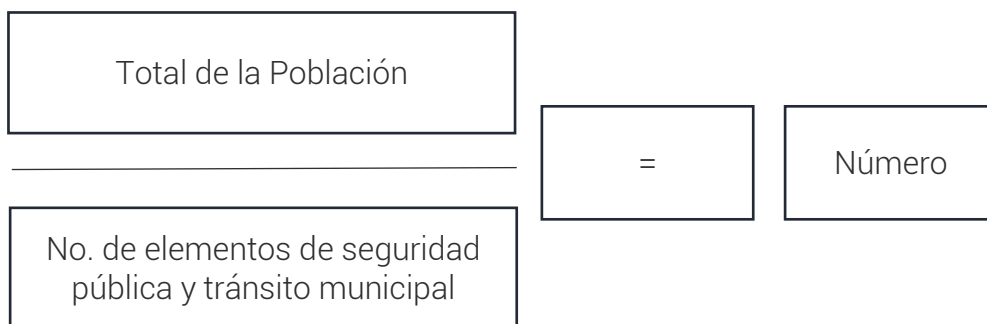 Total de la Población
=
Número
No. de elementos de seguridad
pública y tránsito municipal